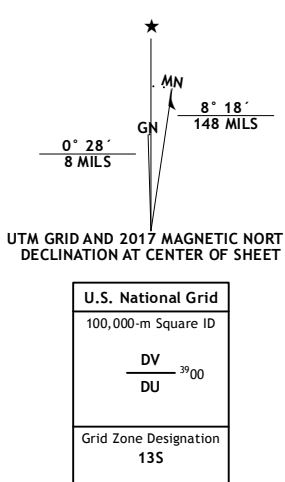 MN
GN
8° 18´
148 MILS
0° 28´
8 MILS
UTM GRID AND 2017 MAGNETIC NORT
DECLINATION AT CENTER OF SHEET
U.S. National Grid
100,000-m Square ID
DV
3900
DU
Grid Zone Designation
13S